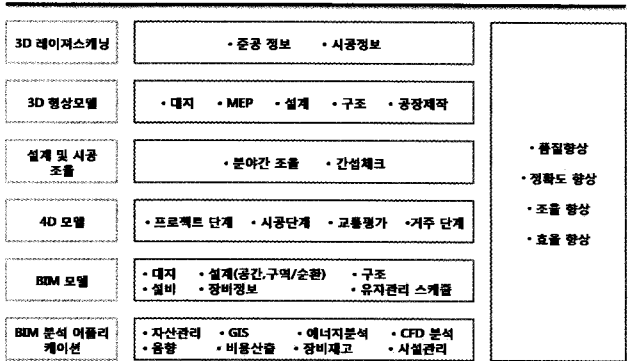 3D 레이져스캐닝
• 준공 정보 • 시공정보
3D 형상모델
• 대지 • MEP • 설계 • 구조 • 공장제작
설계 및 시공
조율
• 분야간 조율 • 간섭체크
4D 모델
• 프로젝트 단계 • 시공단계 • 교통평가 •거주 단계
BIM 모델
• 대지 • 설계(공간,구역/순환) • 구조
• 설비 • 장비정보 • 유지관리 스케쥴
BIM 분석 어플리
케이션
• 자산관리 • GIS • 에너지분석 • CFD 분석
• 음향 • 비용산출 • 장비재고 • 시설관리
• 품질향상
• 정확도 향상
• 조율 향상
• 효율 향상